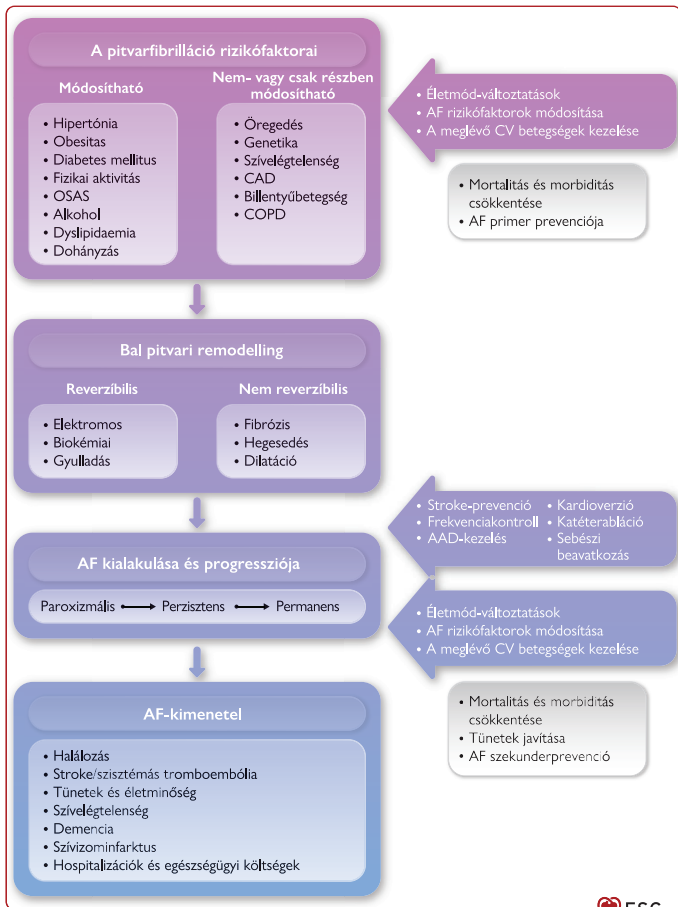 A pitvarfibrilláció rizikófaktorai
Módosítható
• Hipertónia
• Obesitas
• Diabetes mellitus
• Fizikai aktivitás
• OSAS
• Alkohol
• Dyslipidaemia
• Dohányzás
Nem- vagy csak részben
módosítható
• Öregedés
• Genetika
• Szívelégtelenség
• CAD
• Billentyűbetegség
• COPD
• Életmód-változtatások
• AF rizikófaktorok módosítása
• A meglévő CV betegségek kezelése
• Mortalitás és morbiditás
csökkentése
• AF primer prevenciója
Bal pitvari remodelling
Reverzíbilis
• Elektromos
• Biokémiai
• Gyulladás
Nem reverzibilis
• Fibrózis
• Hegesedés
• Dilatáció
• Stroke-prevenció
• Frekvenciakontroll
• AAD-kezelés
• Kardioverzió
• Katéterabláció
• Sebészi
beavatkozás
AF kialakulása és progressziója
Paroxizmális → Perzisztens → Permanens
• Életmód-változtatások
• AF rizikófaktorok módosítása
• A meglévő CV betegségek kezelése
• Mortalitás és morbiditás
csökkentése
• Tünetek javítása
• AF szekunderprevenció
AF-kimenetel
• Halálozás
• Stroke/szisztémás tromboembólia
• Tünetek és életminőség
• Szívelégtelenség
• Demencia
• Szívizominfarktus
• Hospitalizációk és egészségügyi költségek
ESC